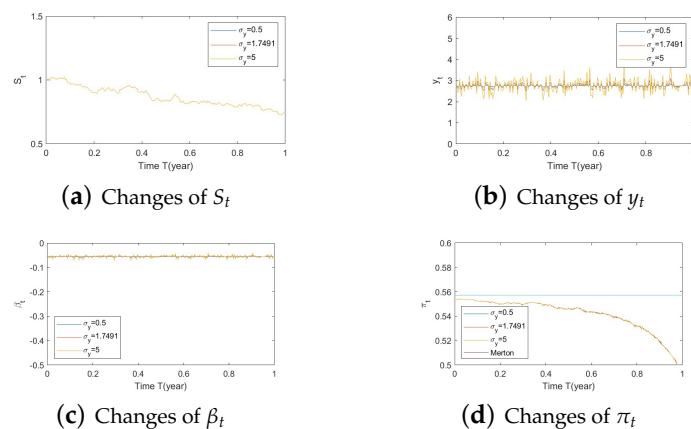 1.5
1
0.5
S_t
0 0.2 0.4 0.6 0.8 1
Time T(year)
σ_y=0.5
σ_y=1.7491
σ_y=5
(a) Changes of S_t
6
5
4
3
2
1
0
y_t
0 0.2 0.4 0.6 0.8
Time T(year)
σ_y=0.5
σ_y=1.7491
σ_y=5
(b) Changes of y_t
0
-0.1
-0.2
-0.3
-0.4
-0.5
β_t
0 0.2 0.4 0.6 0.8 1
Time T(year)
σ_y=0.5
σ_y=1.7491
σ_y=5
(c) Changes of β_t
0.6
0.58
0.56
0.54
0.52
0.5
π_t
0 0.2 0.4 0.6 0.8 1
Time T(year)
σ_y=0.5
σ_y=1.7491
σ_y=5
Merton
(d) Changes of π_t